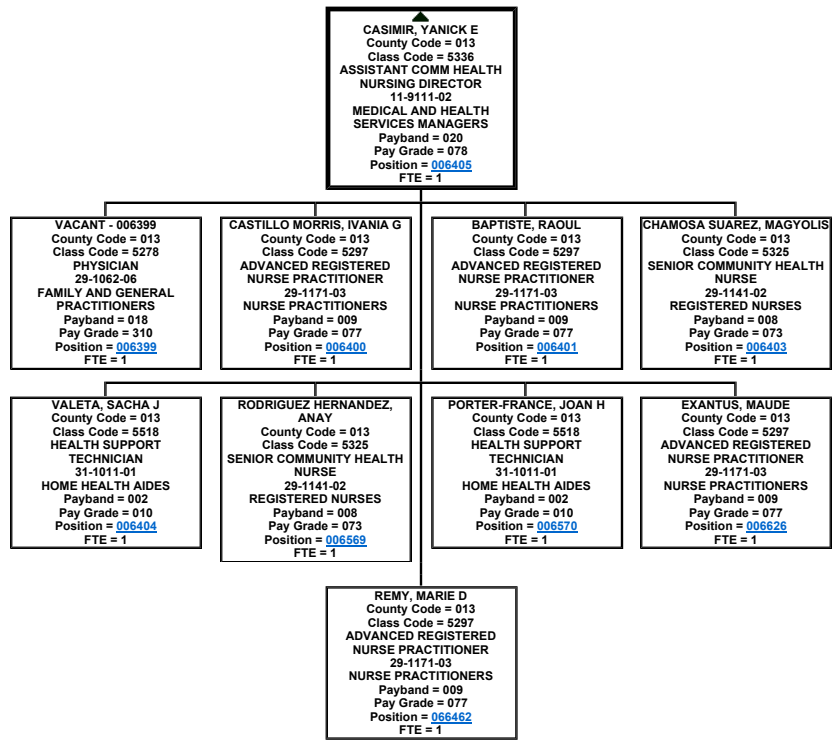 CASIMIR, YANICK E
County Code = 013
Class Code = 5336
ASSISTANT COMM HEALTH
NURSING DIRECTOR
11-9111-02
MEDICAL AND HEALTH
SERVICES MANAGERS
Payband = 020
Pay Grade = 078
Position = 006405
FTE = 1
VACANT - 006399
County Code = 013
Class Code = 5278
PHYSICIAN
29-1062-06
FAMILY AND GENERAL
PRACTITIONERS
Payband = 018
Pay Grade = 310
Position = 006399
FTE = 1
CASTILLO MORRIS, IVANIA G
County Code = 013
Class Code = 5297
ADVANCED REGISTERED
NURSE PRACTITIONER
29-1171-03
NURSE PRACTITIONERS
Payband = 009
Pay Grade = 077
Position = 006400
FTE = 1
BAPTISTE, RAOUL
County Code = 013
Class Code = 5297
ADVANCED REGISTERED
NURSE PRACTITIONER
29-1171-03
NURSE PRACTITIONERS
Payband = 009
Pay Grade = 077
Position = 006401
FTE = 1
CHAMOSA SUAREZ, MAGYOLIS
County Code = 013
Class Code = 5325
SENIOR COMMUNITY HEALTH
NURSE
29-1141-02
REGISTERED NURSES
Payband = 008
Pay Grade = 073
Position = 006403
FTE = 1
VALETA, SACHA J
County Code = 013
Class Code = 5518
HEALTH SUPPORT
TECHNICIAN
31-1011-01
HOME HEALTH AIDES
Payband = 002
Pay Grade = 010
Position = 006404
FTE = 1
RODRIGUEZ HERNANDEZ,
ANAY
County Code = 013
Class Code = 5325
SENIOR COMMUNITY HEALTH
NURSE
29-1141-02
REGISTERED NURSES
Payband = 008
Pay Grade = 073
Position = 006569
FTE = 1
PORTER-FRANCE, JOAN H
County Code = 013
Class Code = 5518
HEALTH SUPPORT
TECHNICIAN
31-1011-01
HOME HEALTH AIDES
Payband = 002
Pay Grade = 010
Position = 006570
FTE = 1
EXANTUS, MAUDE
County Code = 013
Class Code = 5297
ADVANCED REGISTERED
NURSE PRACTITIONER
29-1171-03
NURSE PRACTITIONERS
Payband = 009
Pay Grade = 077
Position = 006626
FTE = 1
REMY, MARIE D
County Code = 013
Class Code = 5297
ADVANCED REGISTERED
NURSE PRACTITIONER
29-1171-03
NURSE PRACTITIONERS
Payband = 009
Pay Grade = 077
Position = 066462
FTE = 1